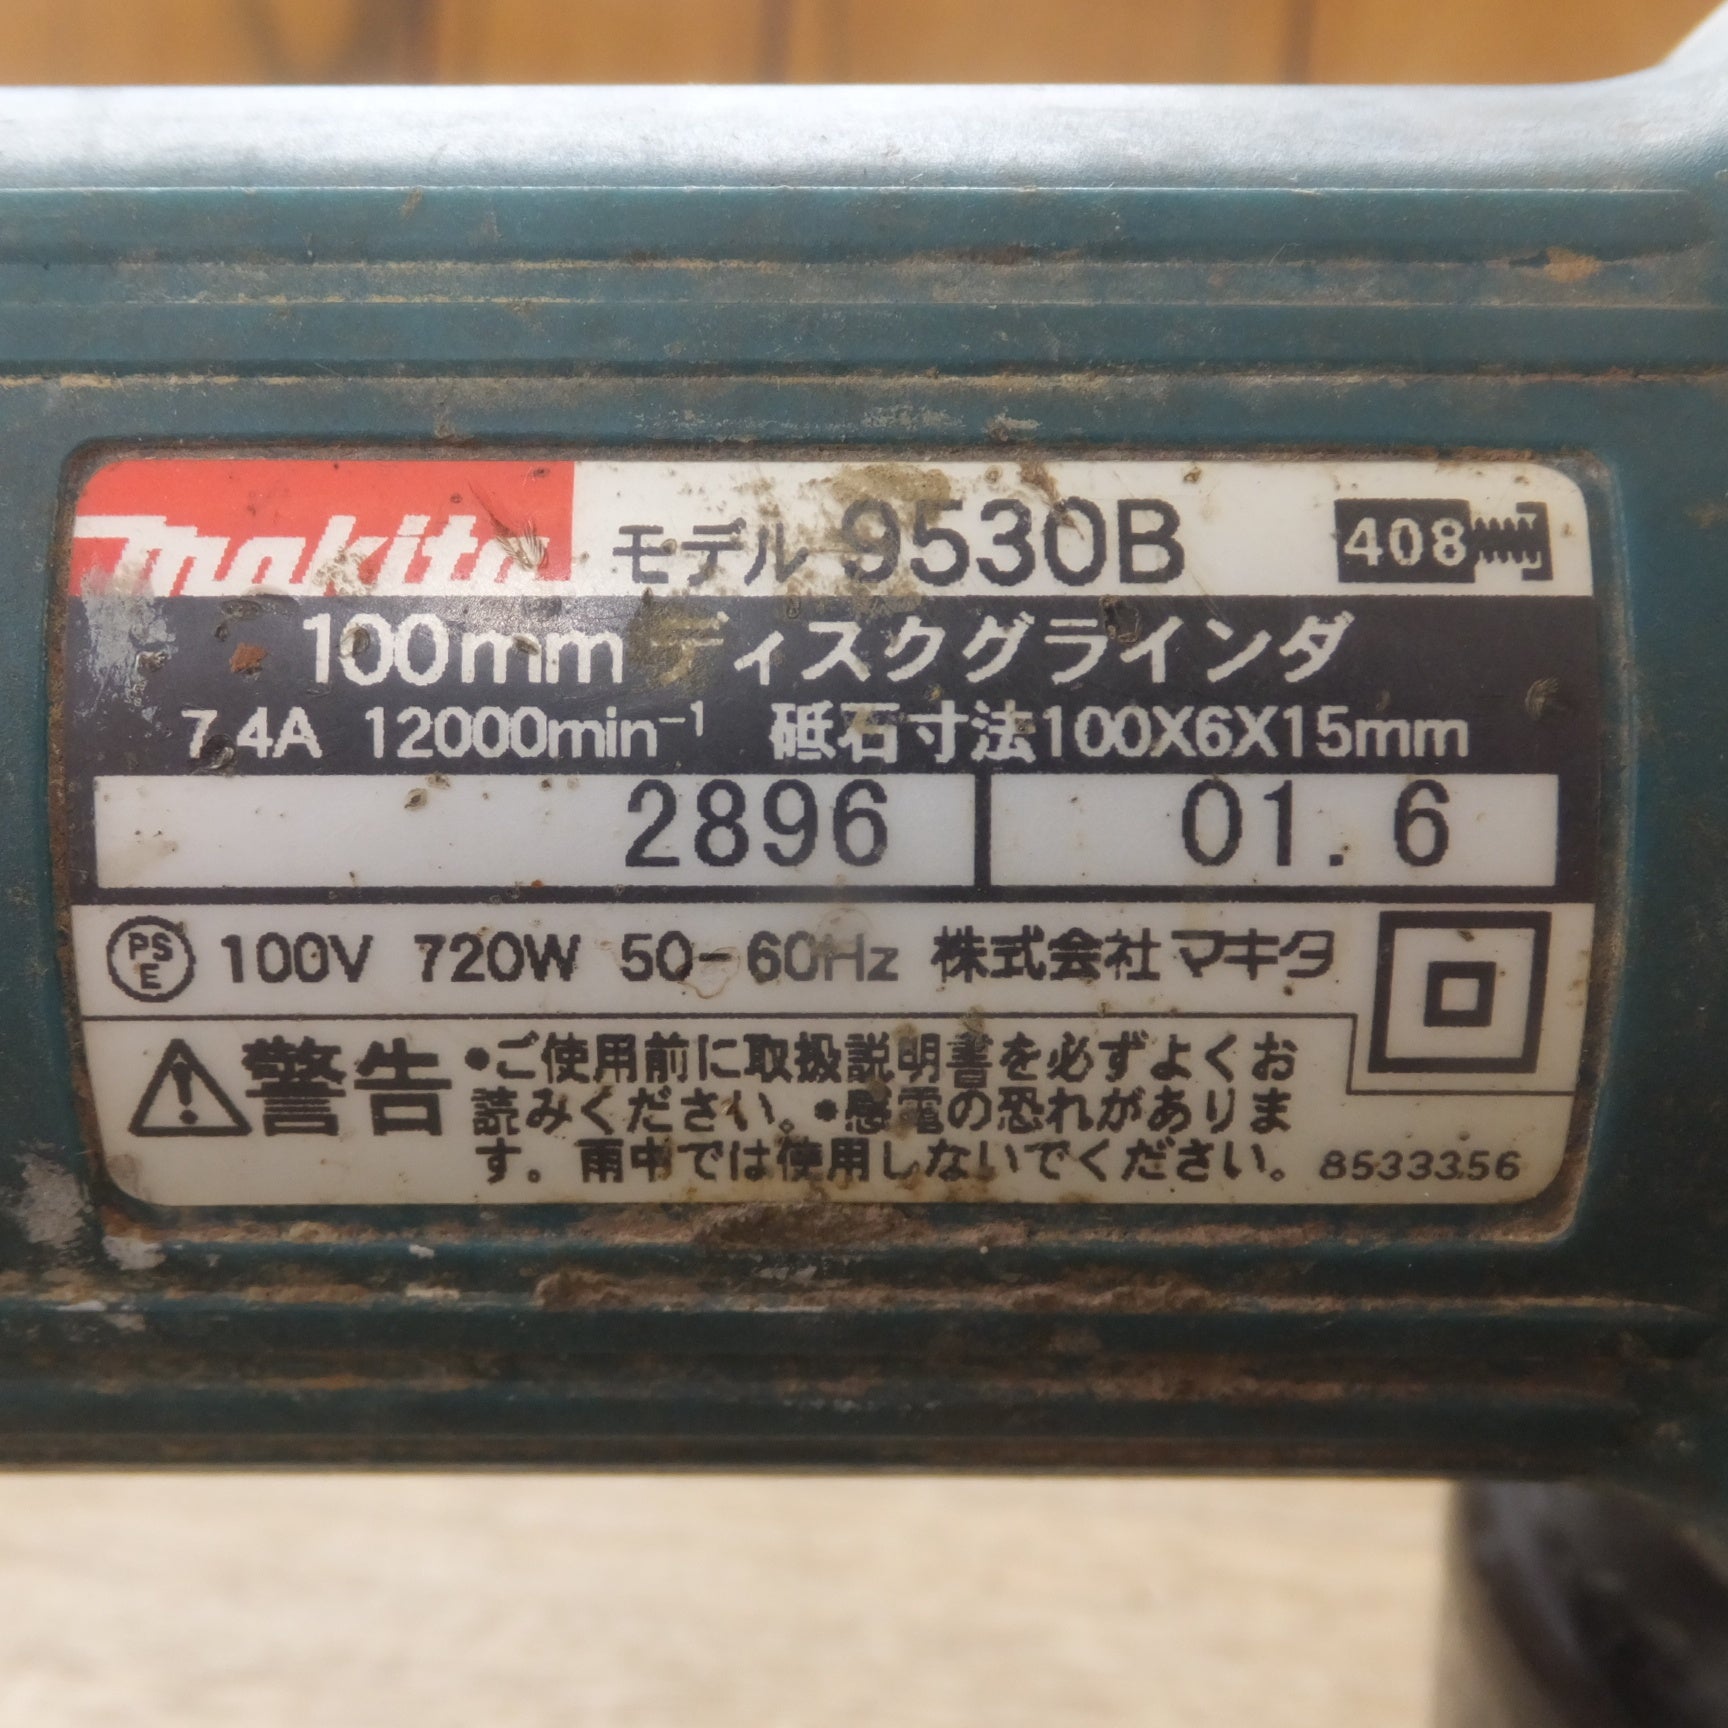 makita モデル 9530B 408
100mm ディスクグラインダ
7.4A 12000min⁻¹ 砥石寸法100X6X15mm
2896 01. 6
PSE 100V 720W 50-60Hz 株式会社マキタ
警告 •ご使用前に取扱説明書を必ずよくお
読みください。•感電の恐れがありま
す。雨中では使用しないでください。 8533356